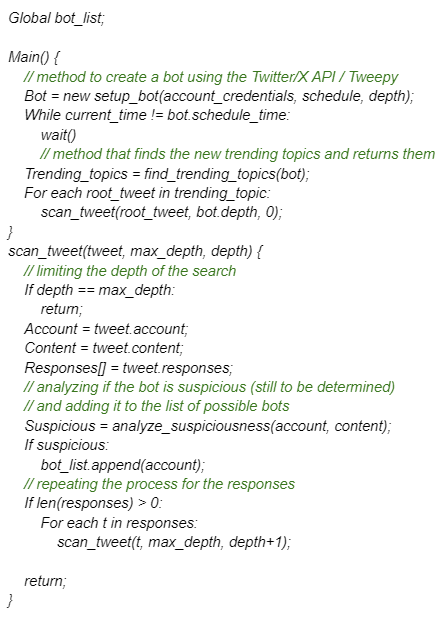 Global bot_list;
Main() {
// method to create a bot using the Twitter/X API / Tweepy
Bot = new setup_bot(account_credentials, schedule, depth);
While current_time != bot.schedule_time:
wait()
// method that finds the new trending topics and returns them
Trending_topics = find_trending_topics(bot);
For each root_tweet in trending_topic:
scan_tweet(root_tweet, bot.depth, 0);
}
scan_tweet(tweet, max_depth, depth) {
// limiting the depth of the search
If depth == max_depth:
return;
Account = tweet.account;
Content = tweet.content;
Responses[] = tweet.responses;
// analyzing if the bot is suspicious (still to be determined)
// and adding it to the list of possible bots
Suspicious = analyze_suspiciousness(account, content);
If suspicious:
bot_list.append(account);
// repeating the process for the responses
If len(responses) > 0:
For each t in responses:
scan_tweet(t, max_depth, depth+1);
return;
}